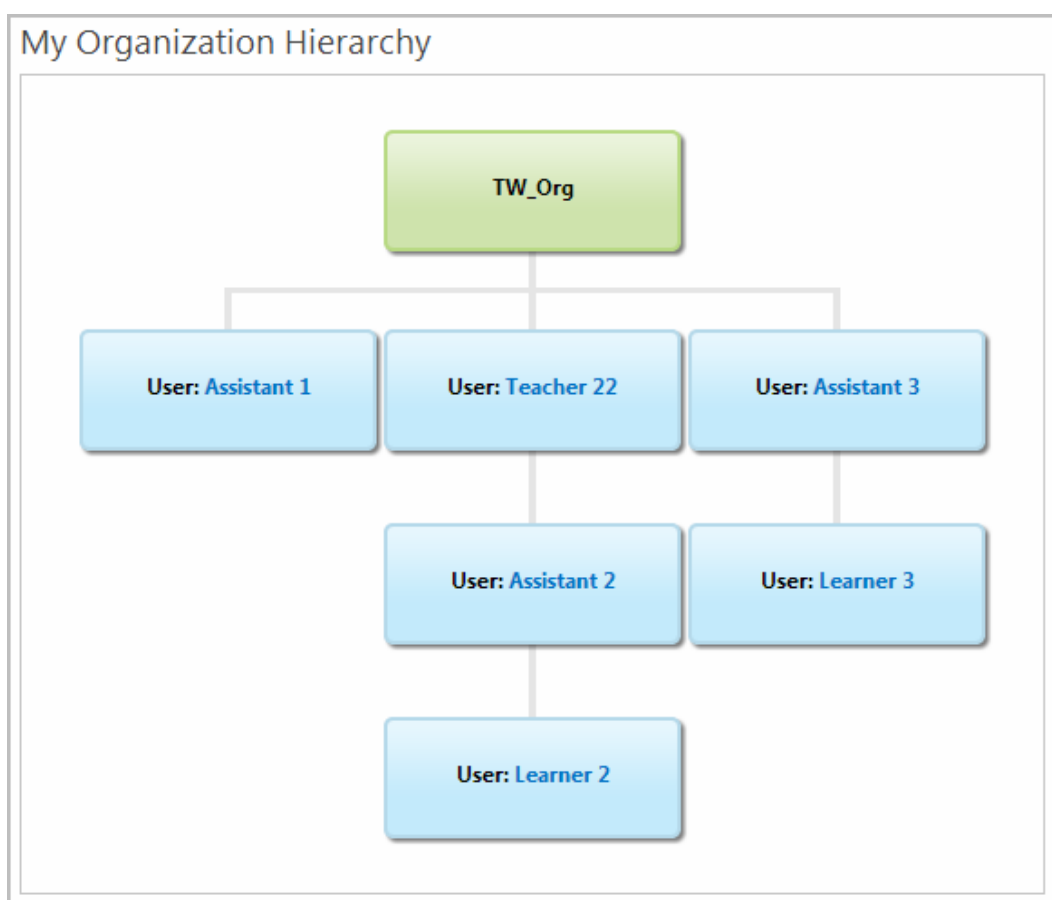 My Organization Hierarchy
TW_Org
User: Assistant 1
User: Teacher 22
User: Assistant 3
User: Assistant 2
User: Learner 3
User: Learner 2